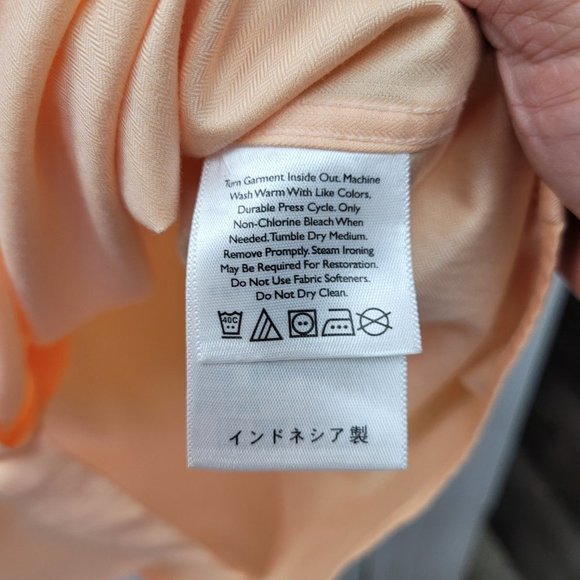 Turn Garment Inside Out. Machine
Wash Warm With Like Colors,
Durable Press Cycle. Only
Non-Chlorine Bleach When
Needed. Tumble Dry Medium.
Remove Promptly. Steam Ironing
May Be Required For Restoration.
Do Not Use Fabric Softeners.
Do Not Dry Clean.
40C
インドネシア製